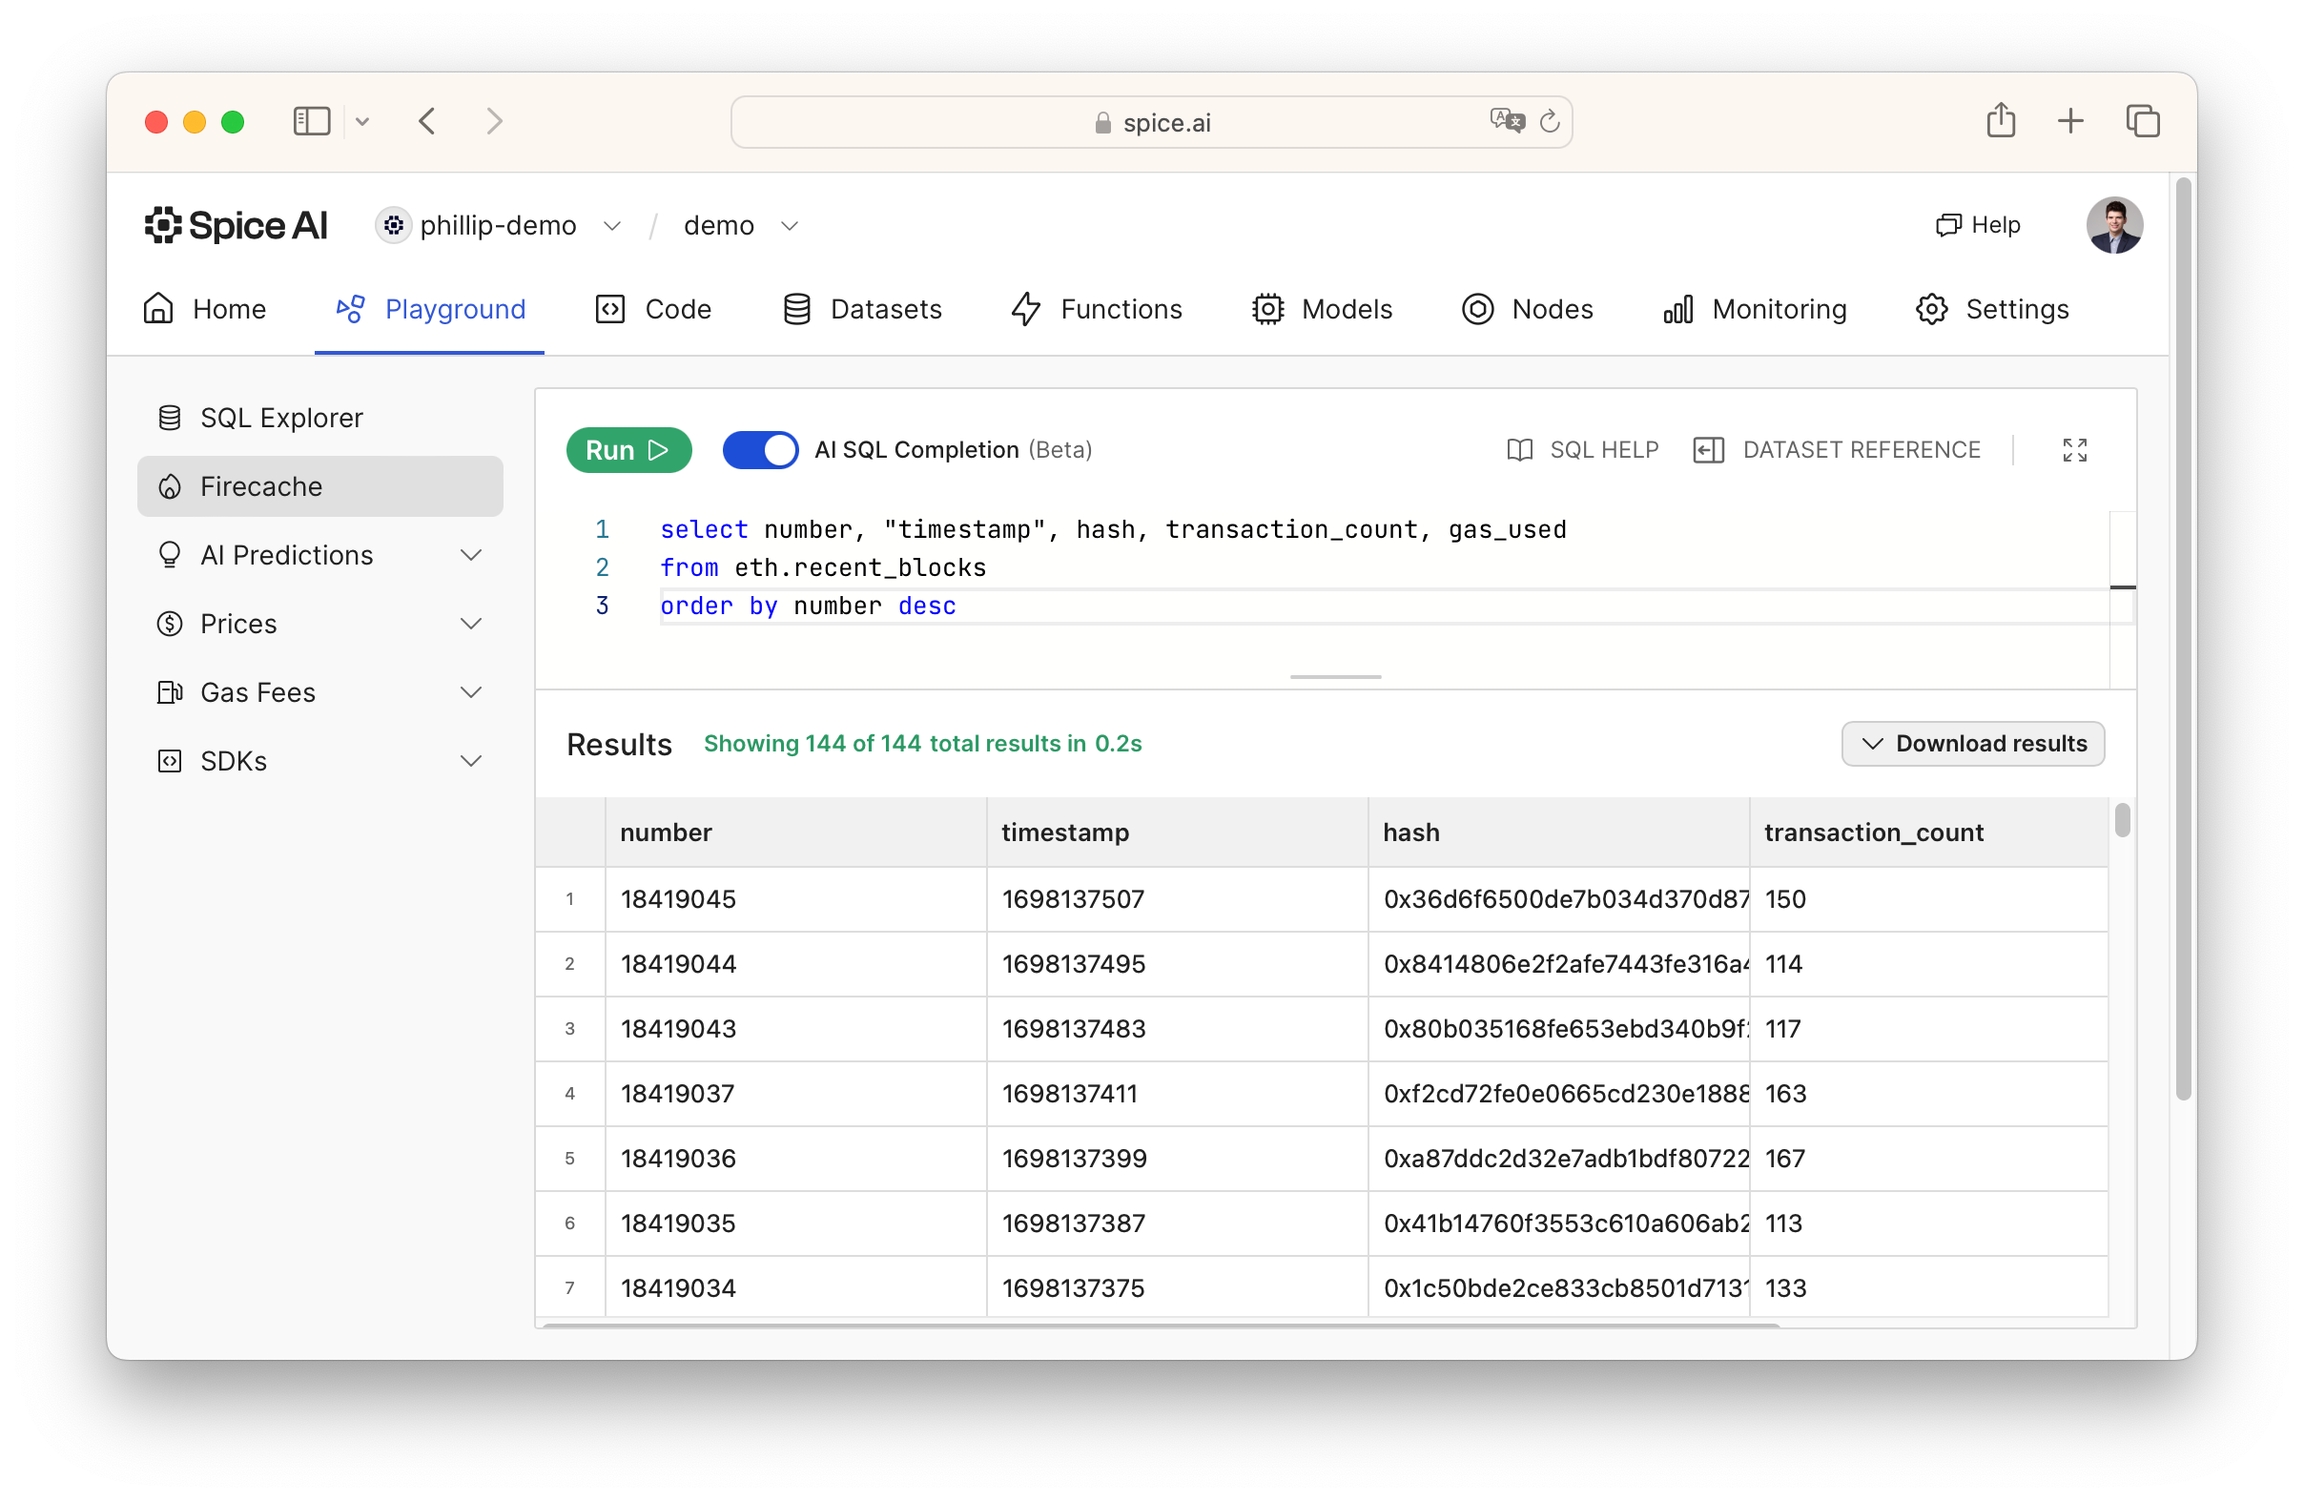 spice.ai
Spice AI phillip-demo / demo Help
Home Playground Code Datasets Functions Models Nodes Monitoring Settings
SQL Explorer
Firecache
AI Predictions
Prices
Gas Fees
SDKs
Run AI SQL Completion (Beta) SQL HELP DATASET REFERENCE
1 select number, "timestamp", hash, transaction_count, gas_used
2 from eth.recent_blocks
3 order by number desc
Results Showing 144 of 144 total results in 0.2s Download results
number timestamp hash transaction_count
1 18419045 1698137507 0x36d6f6500de7b034d370d87 150
2 18419044 1698137495 0x8414806e2f2afe7443fe316a4 114
3 18419043 1698137483 0x80b035168fe653ebd340b9f 117
4 18419037 1698137411 0xf2cd72fe0e0665cd230e1888 163
5 18419036 1698137399 0xa87ddc2d32e7adb1bdf80722 167
6 18419035 1698137387 0x41b14760f3553c610a606ab2 113
7 18419034 1698137375 0x1c50bde2ce833cb8501d7131 133